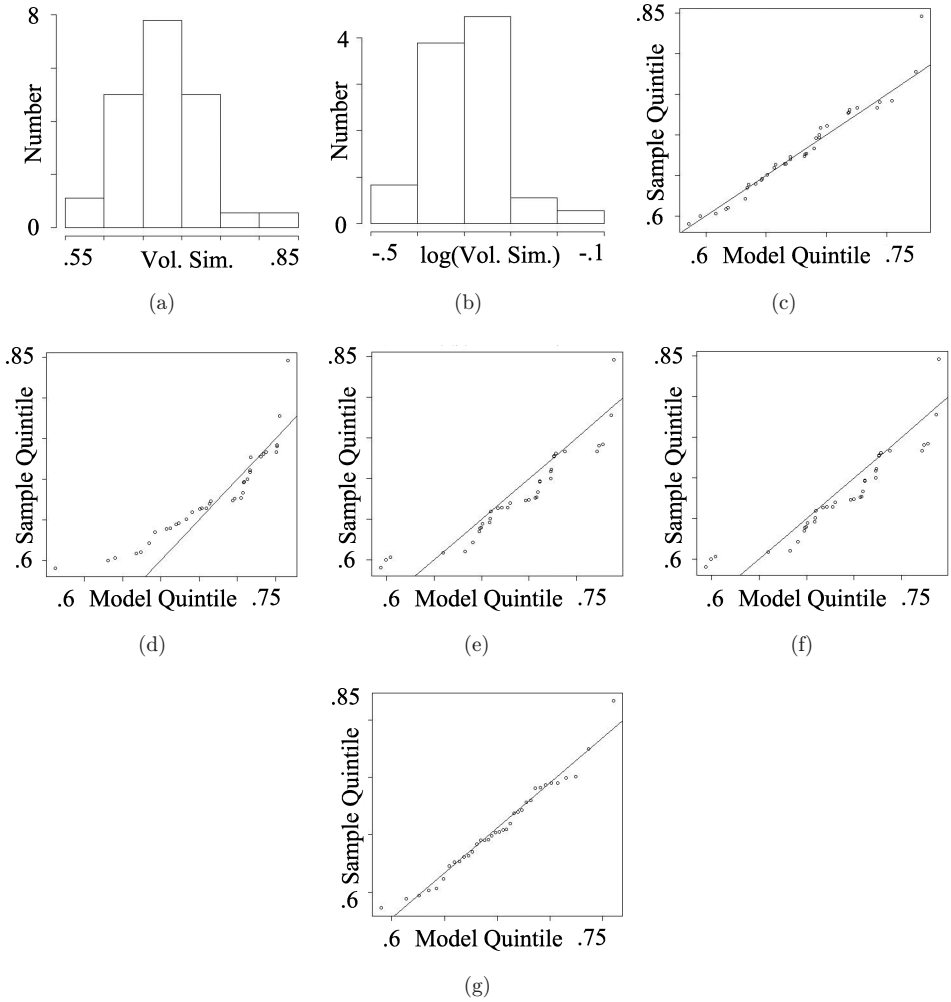 8
Number
0
.55 Vol. Sim. .85
(a)
4
Number
0
-.5 log(Vol. Sim.) -.1
(b)
.85
Sample Quintile
.6
.6 Model Quintile .75
(c)
.85
Sample Quintile
.6
.6 Model Quintile .75
(d)
.85
Sample Quintile
.6
.6 Model Quintile .75
(e)
.85
Sample Quintile
.6
.6 Model Quintile .75
(f)
.85
Sample Quintile
.6
.6 Model Quintile .75
(g)